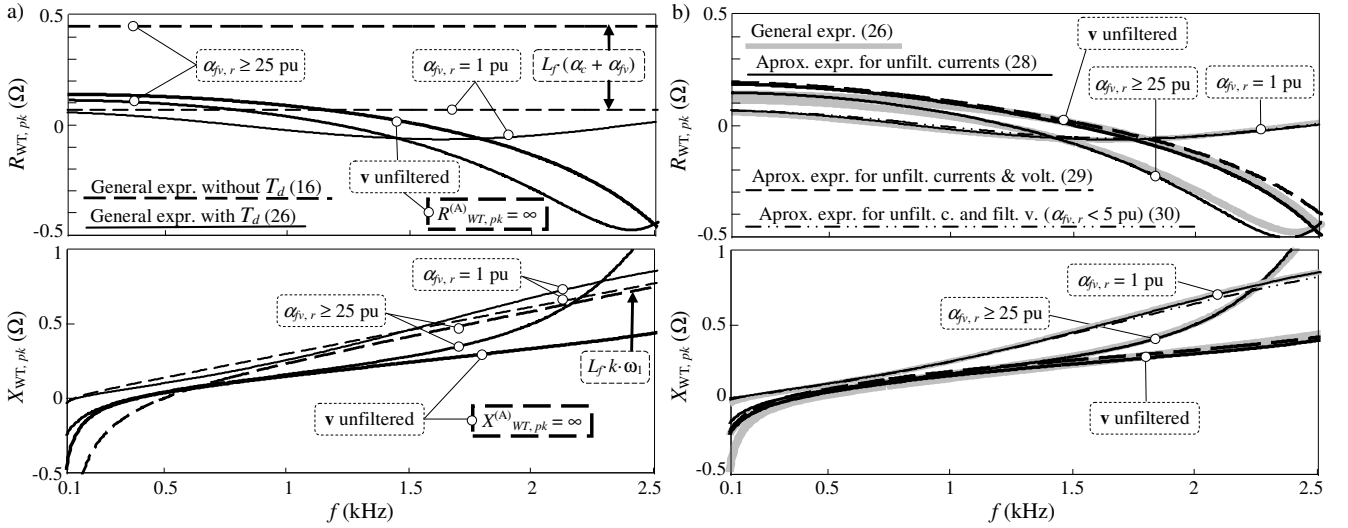 a)
0.5
0
-0.5
R_WT, pk (Ω)
α_fv, r ≥ 25 pu
α_fv, r = 1 pu
L_f·(α_c + α_fv)
v unfiltered
R^(A)_WT, pk = ∞
General expr. without T_d (16)
General expr. with T_d (26)
1
0.5
0
-0.5
X_WT, pk (Ω)
α_fv, r = 1 pu
α_fv, r ≥ 25 pu
L_f·k·ω_1
v unfiltered
X^(A)_WT, pk = ∞
0.1
0.5
1
1.5
2
2.5
f (kHz)
b)
0.5
0
-0.5
R_WT, pk (Ω)
General expr. (26)
v unfiltered
Aprox. expr. for unfilt. currents (28)
α_fv, r ≥ 25 pu
α_fv, r = 1 pu
Aprox. expr. for unfilt. currents & volt. (29)
Aprox. expr. for unfilt. c. and filt. v. (α_fv, r < 5 pu) (30)
1
0.5
0
-0.5
X_WT, pk (Ω)
α_fv, r = 1 pu
α_fv, r ≥ 25 pu
v unfiltered
0.1
0.5
1
1.5
2
2.5
f (kHz)